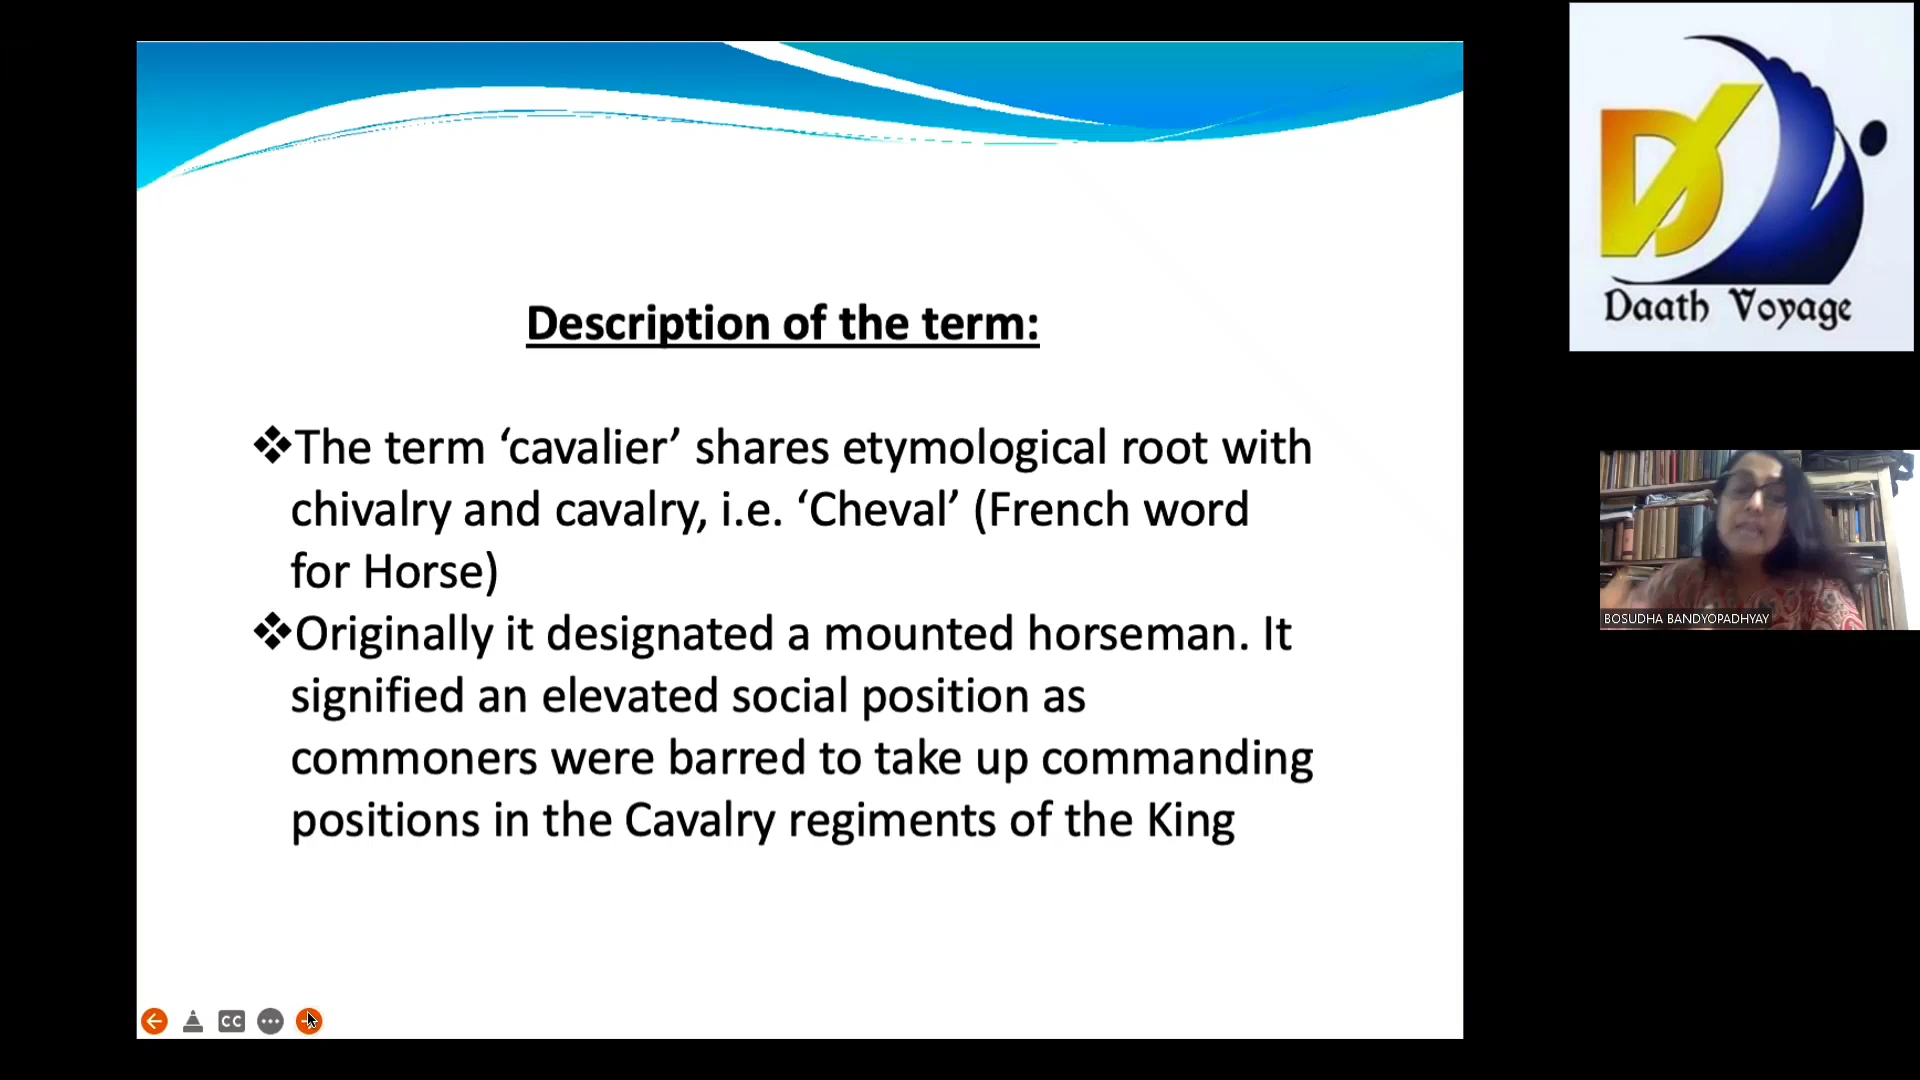 Description of the term:
❖The term ‘cavalier’ shares etymological root with
chivalry and cavalry, i.e. ‘Cheval’ (French word
for Horse)
❖Originally it designated a mounted horseman. It
signified an elevated social position as
commoners were barred to take up commanding
positions in the Cavalry regiments of the King
CC
D
Daath Voyage
BOSUDHA BANDYOPADHYAY